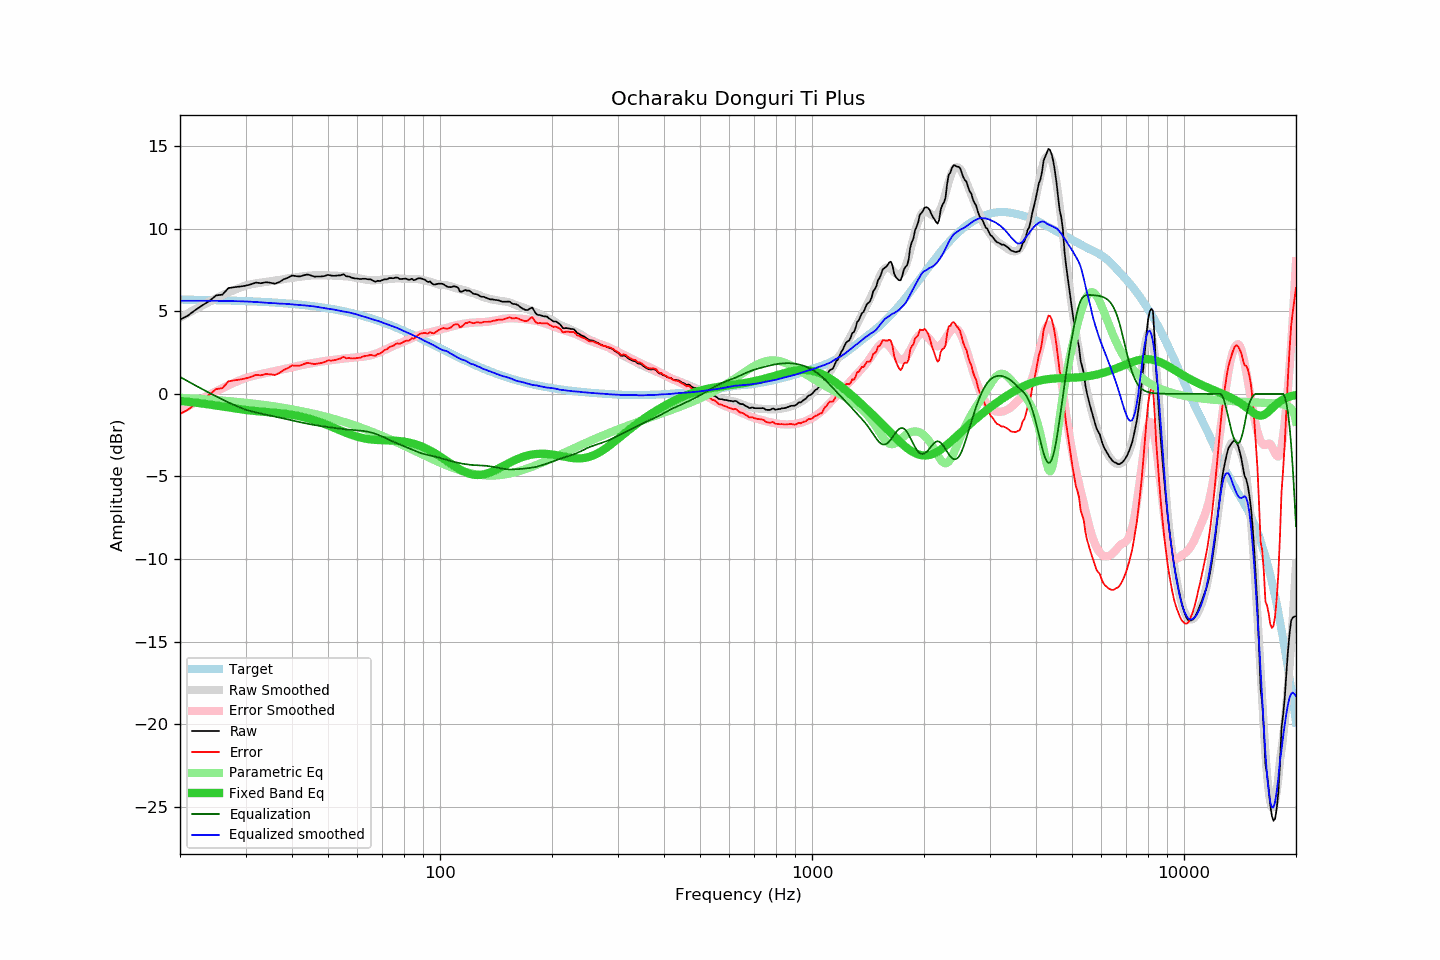 Ocharaku Donguri Ti Plus
15
10
5
0
−5
−10
−15
−20
−25
Amplitude (dBr)
Target
Raw Smoothed
Error Smoothed
Raw
Error
Parametric Eq
Fixed Band Eq
Equalization
Equalized smoothed
100
1000
10000
Frequency (Hz)